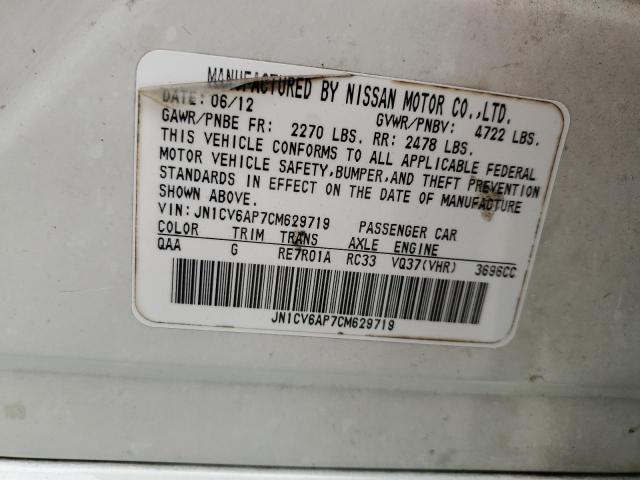 MANUFACTURED BY NISSAN MOTOR CO.,LTD.
DATE: 06/12 GVWR/PNBV: 4722 LBS.
GAWR/PNBE FR: 2270 LBS. RR: 2478 LBS.
THIS VEHICLE CONFORMS TO ALL APPLICABLE FEDERAL
MOTOR VEHICLE SAFETY,BUMPER,AND THEFT PREVENTION
STANDARDS IN EFFECT ON THE DATE OF MANUFACTURE
SHOWN ABOVE.
VIN: JN1CV6AP7CM629719 PASSENGER CAR
COLOR TRIM TRANS AXLE ENGINE
QAA G RE7R01A RC33 VQ37(VHR) 3696CC
JN1CV6AP7CM629719